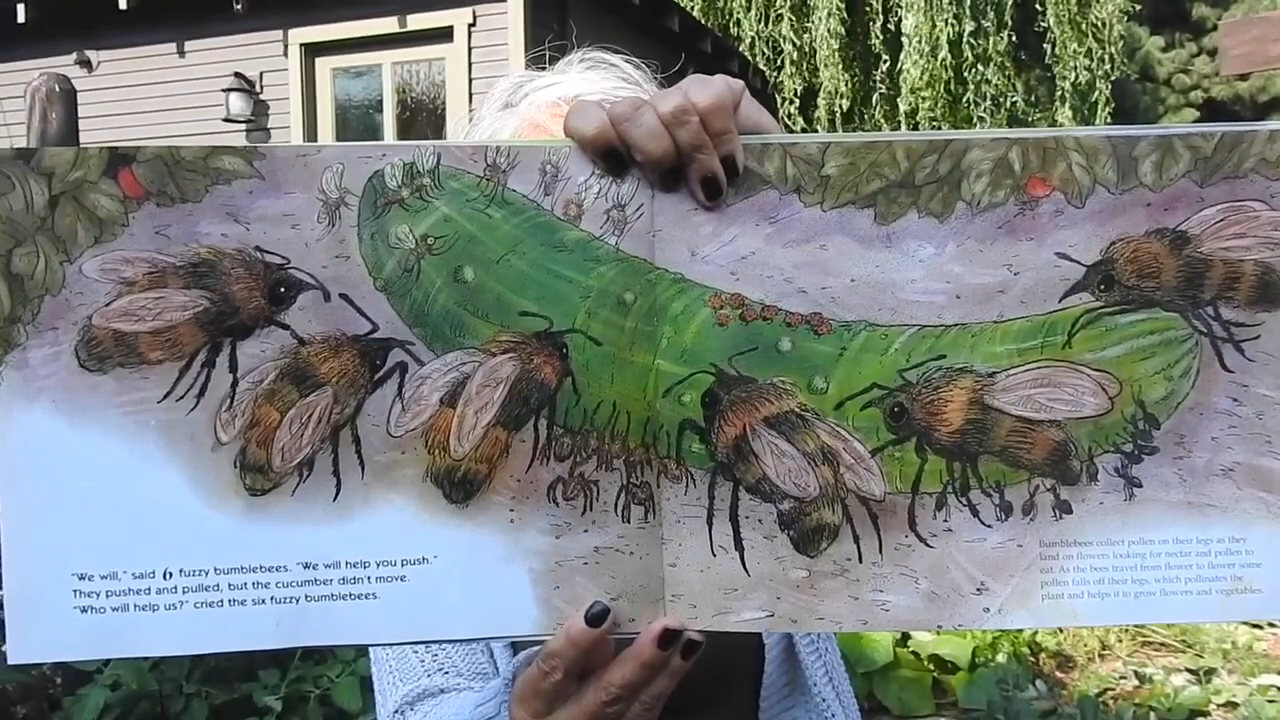 "We will," said 6 fuzzy bumblebees. "We will help you push."
They pushed and pulled, but the cucumber didn't move.
"Who will help us?" cried the six fuzzy bumblebees.
Bumblebees collect pollen on their legs as they
land on flowers looking for nectar and pollen to
eat. As the bees travel from flower to flower some
pollen falls off their legs, which pollinates the
plant and helps it to grow flowers and vegetables.